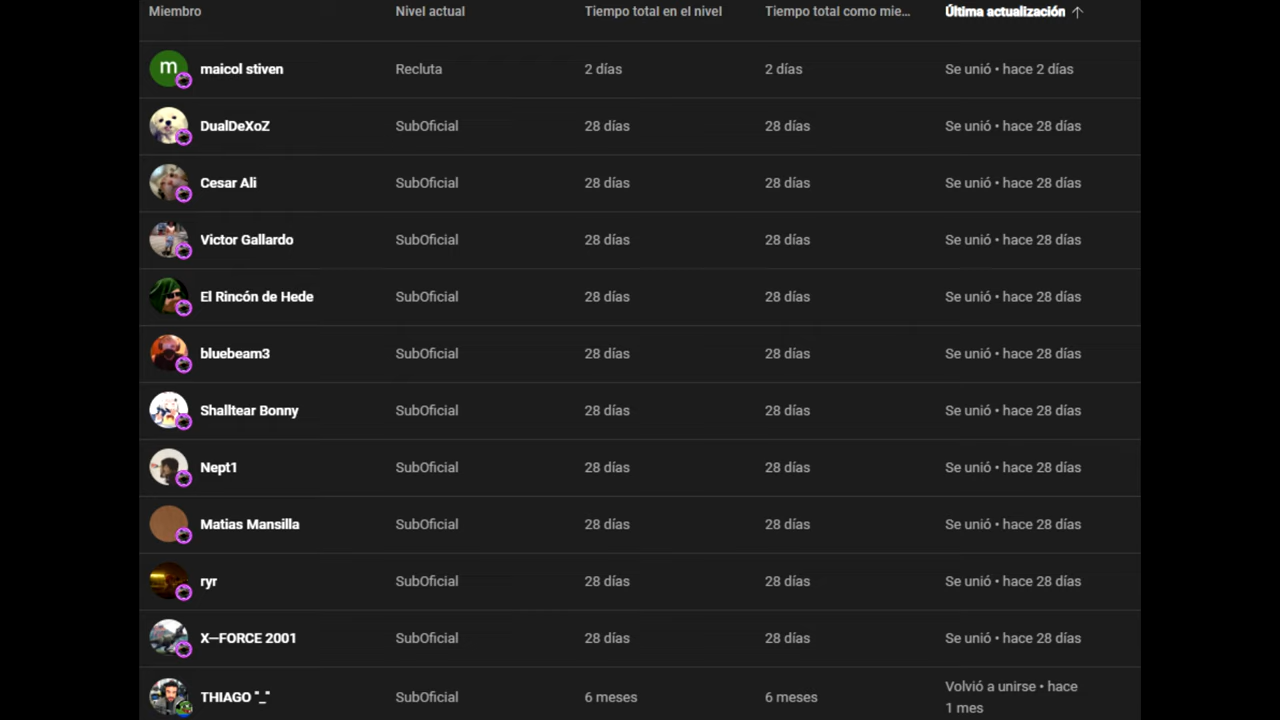 Miembro Nivel actual Tiempo total en el nivel Tiempo total como mie... Última actualización ↑
m maicol stiven Recluta 2 días 2 días Se unió • hace 2 días
DualDeXoZ SubOficial 28 días 28 días Se unió • hace 28 días
Cesar Ali SubOficial 28 días 28 días Se unió • hace 28 días
Victor Gallardo SubOficial 28 días 28 días Se unió • hace 28 días
El Rincón de Hede SubOficial 28 días 28 días Se unió • hace 28 días
bluebeam3 SubOficial 28 días 28 días Se unió • hace 28 días
Shalltear Bonny SubOficial 28 días 28 días Se unió • hace 28 días
Nept1 SubOficial 28 días 28 días Se unió • hace 28 días
Matias Mansilla SubOficial 28 días 28 días Se unió • hace 28 días
ryr SubOficial 28 días 28 días Se unió • hace 28 días
X—FORCE 2001 SubOficial 28 días 28 días Se unió • hace 28 días
THIAGO "_" SubOficial 6 meses 6 meses Volvió a unirse • hace
1 mes